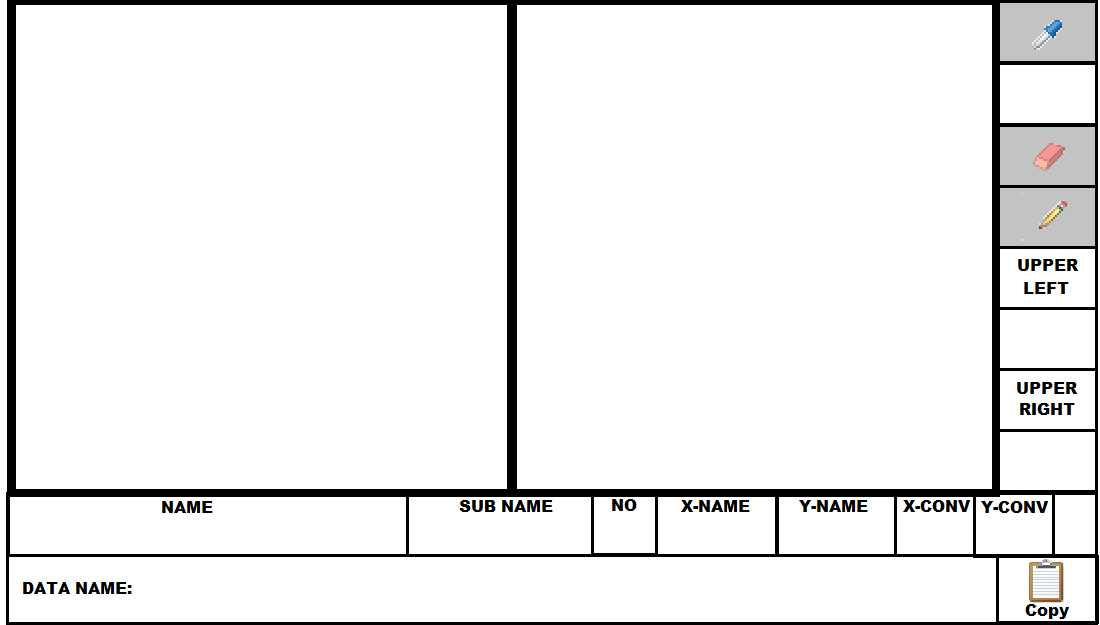 UPPER
LEFT
UPPER
RIGHT
NAME
SUB NAME
NO
X-NAME
Y-NAME
X-CONV
Y-CONV
DATA NAME:
Copy